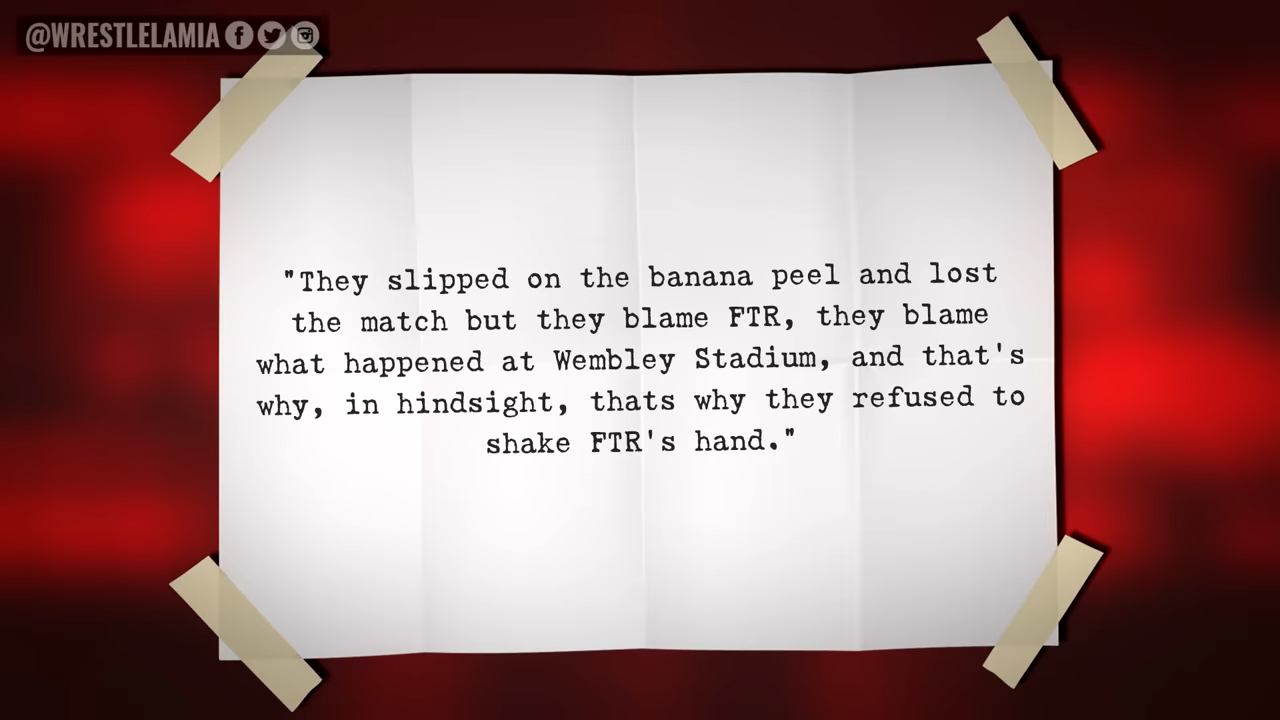 @WRESTLELAMIA
"They slipped on the banana peel and lost
the match but they blame FTR, they blame
what happened at Wembley Stadium, and that's
why, in hindsight, thats why they refused to
shake FTR's hand."